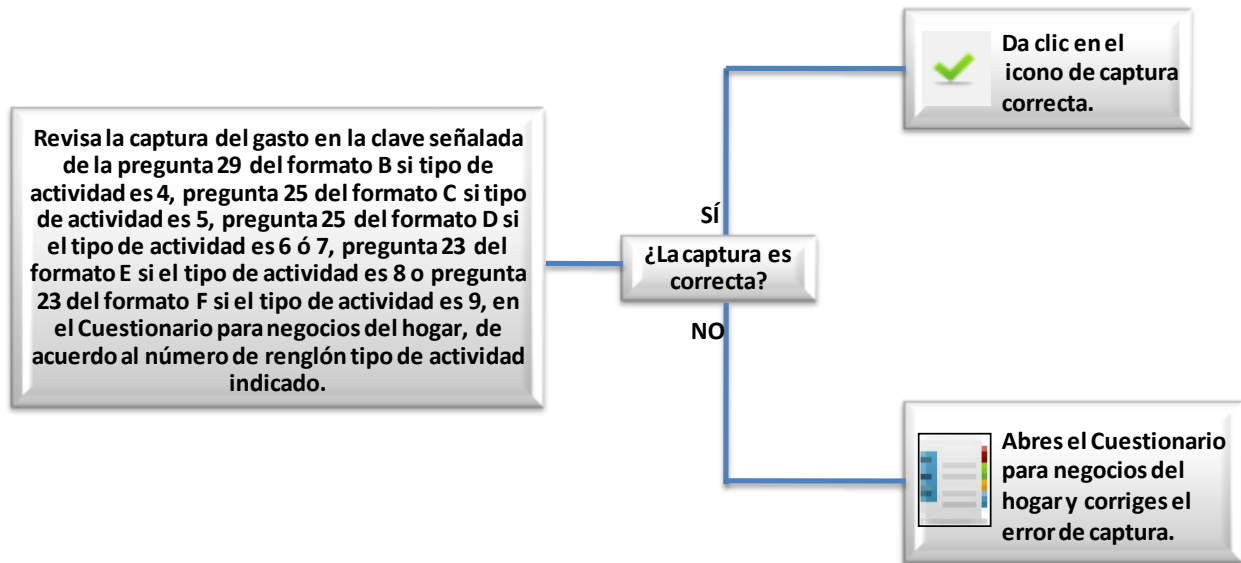 Revisa la captura del gasto en la clave señalada
de la pregunta 29 del formato B si tipo de
actividad es 4, pregunta 25 del formato C si tipo
de actividad es 5, pregunta 25 del formato D si
el tipo de actividad es 6 ó 7, pregunta 23 del
formato E si el tipo de actividad es 8 o pregunta
23 del formato F si el tipo de actividad es 9, en
el Cuestionario para negocios del hogar, de
acuerdo al número de renglón tipo de actividad
indicado.
¿La captura es
correcta?
SÍ
Da clic en el
icono de captura
correcta.
NO
Abres el Cuestionario
para negocios del
hogar y corriges el
error de captura.